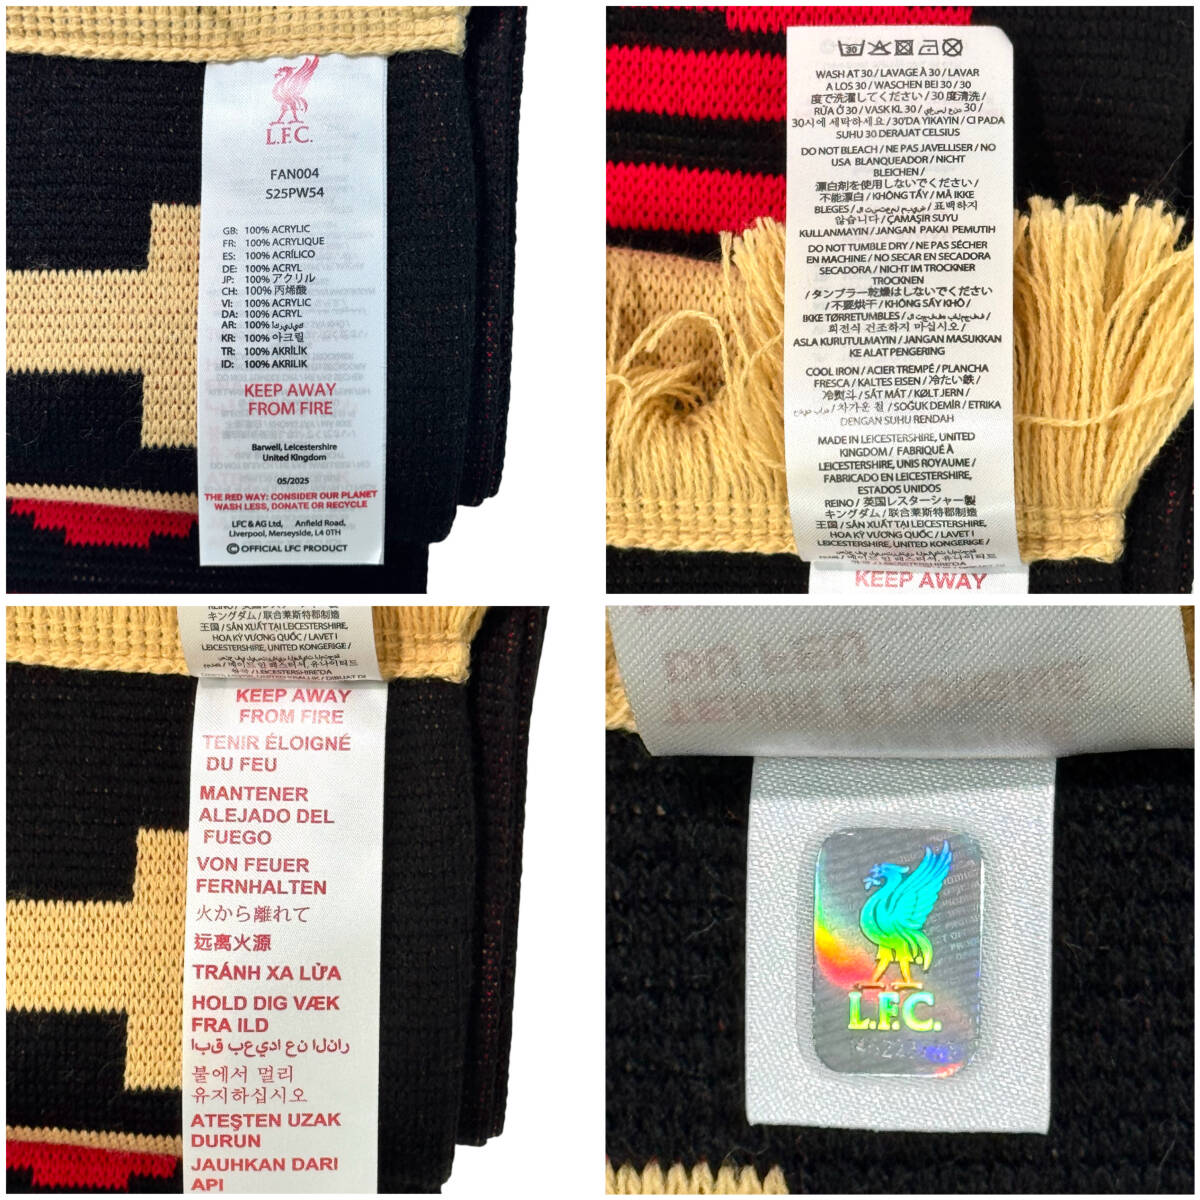 L.F.C.
FAN004
S25PW54
GB: 100% ACRYLIC
FR: 100% ACRYLIQUE
ES: 100% ACRÍLICO
DE: 100% ACRYL
JP: 100% アクリル
CH: 100% 丙烯酸
VI: 100% ACRYLIC
DA: 100% ACRYL
AR: 100%
KR: 100% 아크릴
TR: 100% AKRİLİK
ID: 100% AKRILIK
KEEP AWAY
FROM FIRE
Barwell, Leicestershire
United Kingdom
05/2025
THE RED WAY: CONSIDER OUR PLANET
WASH LESS, DONATE OR RECYCLE
LFC & AG Ltd, Anfield Road,
Liverpool, Merseyside, L4 0TH
© OFFICIAL LFC PRODUCT
30
WASH AT 30 / LAVAGE À 30 / LAVAR
A LOS 30 / WASCHEN BEI 30 / 30
度で洗濯してください / 30 度清洗 /
RỬA Ở 30 / VASK KL 30 / 30 /
30시에 세탁하세요 / 30'DA YIKAYIN / CI PADA
SUHU 30 DERAJAT CELSIUS
DO NOT BLEACH / NE PAS JAVELLISER / NO
USA BLANQUEADOR / NICHT
BLEICHEN /
漂白剤を使用しないでください /
不能漂白 / KHÔNG TẨY / MÅ IKKE
BLEGES / / 표백하지
않습니다 / ÇAMAŞIR SUYU
KULLANMAYIN / JANGAN PAKAI PEMUTIH
DO NOT TUMBLE DRY / NE PAS SÉCHER
EN MACHINE / NO SECAR EN SECADORA
SECADORA / NICHT IM TROCKNER
TROCKNEN
/ タンブラー乾燥はしないでください
/ 不要烘干 / KHÔNG SẤY KHÔ /
IKKE TØRRETUMBLES /
/ 회전식 건조하지 마십시오 /
ASLA KURUTULMAYIN / JANGAN MASUKKAN
KE ALAT PENGERING
COOL IRON / ACIER TREMPÉ / PLANCHA
FRESCA / KALTES EISEN / 冷たい鉄 /
冷熨斗 / SẮT MÁT / KØLT JERN /
/ 차가운 철 / SOĞUK DEMİR / ETRIKA
DENGAN SUHU RENDAH
MADE IN LEICESTERSHIRE, UNITED
KINGDOM / FABRIQUÉ À
LEICESTERSHIRE, UNIS ROYAUME /
FABRICADO EN LEICESTERSHIRE,
ESTADOS UNIDOS
REINO / 英国レスターシャー製
キングダム / 联合莱斯特郡制造
王国 / SẢN XUẤT TẠI LEICESTERSHIRE,
HOA KỲ VƯƠNG QUỐC / LAVET I
LEICESTERSHIRE, UNITED KONGERIGE /
KEEP AWAY
キングダム / 联合莱斯特郡制造
王国 / SẢN XUẤT TẠI LEICESTERSHIRE,
HOA KỲ VƯƠNG QUỐC / LAVET I
LEICESTERSHIRE, UNITED KONGERIGE /
/ 메이드 인 레스터셔, 유나이티드
왕국 / LEICESTERSHIRE'DA
KEEP AWAY
FROM FIRE
TENIR ÉLOIGNÉ
DU FEU
MANTENER
ALEJADO DEL
FUEGO
VON FEUER
FERNHALTEN
火から離れて
远离火源
TRÁNH XA LỬA
HOLD DIG VÆK
FRA ILD
ابق بعيدا عن النار
불에서 멀리
유지하십시오
ATEŞTEN UZAK
DURUN
JAUHKAN DARI
API
L.F.C.